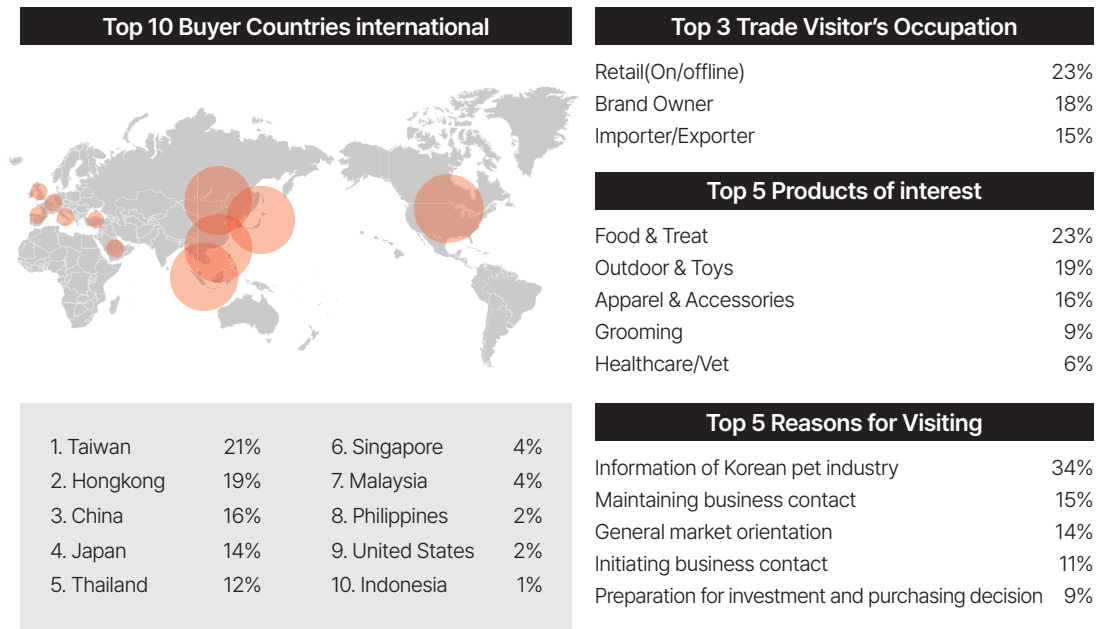 Top 10 Buyer Countries international
1. Taiwan 21%
2. Hongkong 19%
3. China 16%
4. Japan 14%
5. Thailand 12%
6. Singapore 4%
7. Malaysia 4%
8. Philippines 2%
9. United States 2%
10. Indonesia 1%
Top 3 Trade Visitor’s Occupation
Retail(On/offline) 23%
Brand Owner 18%
Importer/Exporter 15%
Top 5 Products of interest
Food & Treat 23%
Outdoor & Toys 19%
Apparel & Accessories 16%
Grooming 9%
Healthcare/Vet 6%
Top 5 Reasons for Visiting
Information of Korean pet industry 34%
Maintaining business contact 15%
General market orientation 14%
Initiating business contact 11%
Preparation for investment and purchasing decision 9%